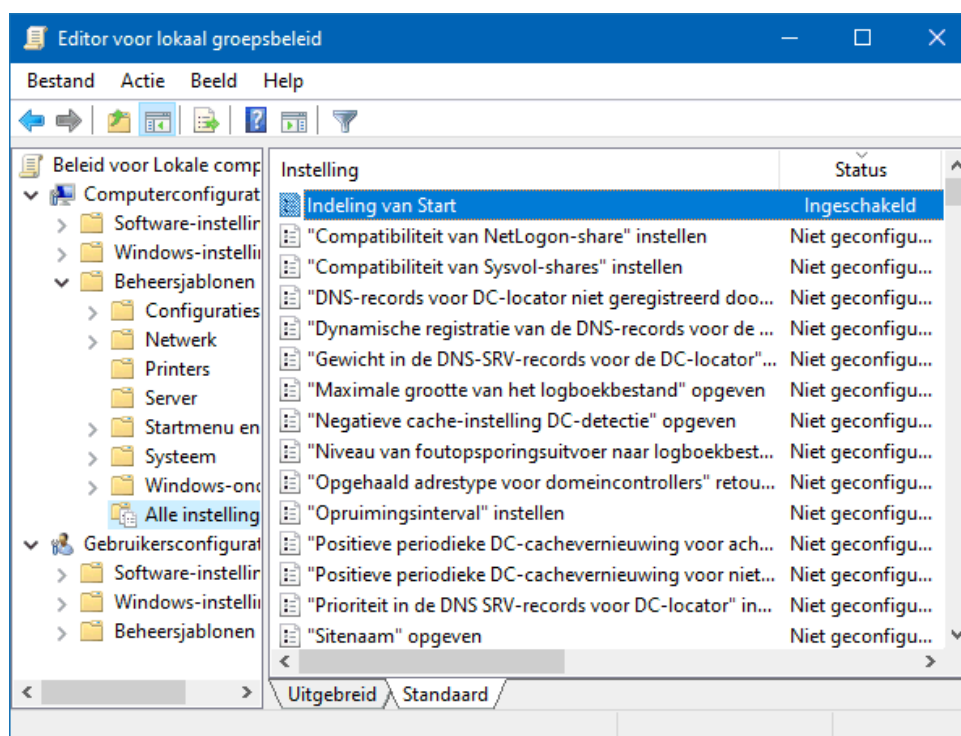 Editor voor lokaal groepsbeleid
Bestand Actie Beeld Help
Beleid voor Lokale comp
Computerconfigurat
Software-instellin
Windows-instellin
Beheersjablonen
Configuraties
Netwerk
Printers
Server
Startmenu en
Systeem
Windows-ond
Alle instelling
Gebruikersconfigurat
Software-instellin
Windows-instellin
Beheersjablonen
Instelling Status
Indeling van Start Ingeschakeld
"Compatibiliteit van NetLogon-share" instellen Niet geconfigu...
"Compatibiliteit van Sysvol-shares" instellen Niet geconfigu...
"DNS-records voor DC-locator niet geregistreerd doo... Niet geconfigu...
"Dynamische registratie van de DNS-records voor de ... Niet geconfigu...
"Gewicht in de DNS-SRV-records voor de DC-locator"... Niet geconfigu...
"Maximale grootte van het logboekbestand" opgeven Niet geconfigu...
"Negatieve cache-instelling DC-detectie" opgeven Niet geconfigu...
"Niveau van foutopsporingsuitvoer naar logboekbest... Niet geconfigu...
"Opgehaald adrestype voor domeincontrollers" retou... Niet geconfigu...
"Opruimingsinterval" instellen Niet geconfigu...
"Positieve periodieke DC-cachevernieuwing voor ach... Niet geconfigu...
"Positieve periodieke DC-cachevernieuwing voor niet... Niet geconfigu...
"Prioriteit in de DNS SRV-records voor DC-locator" in... Niet geconfigu...
"Sitenaam" opgeven Niet geconfigu...
Uitgebreid Standaard